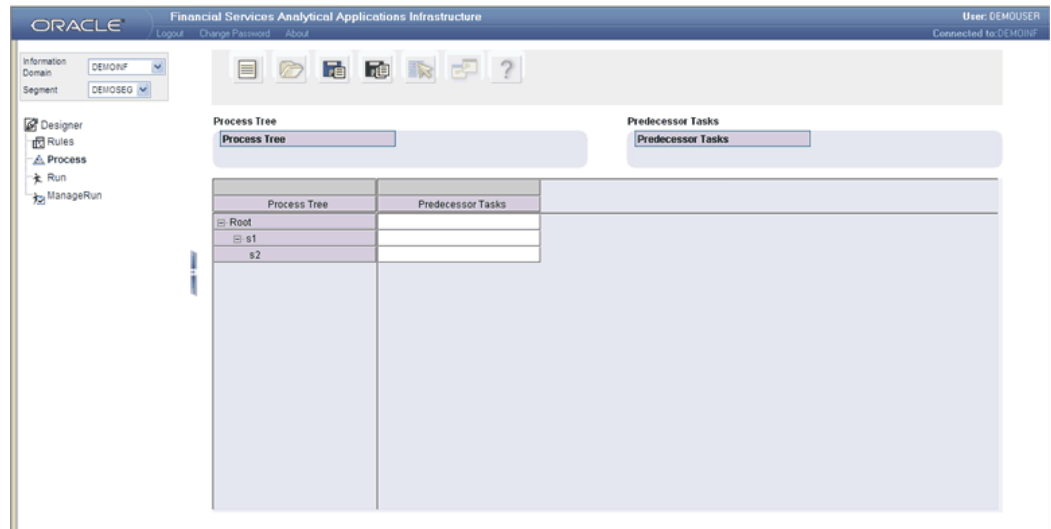 ORACLE
Financial Services Analytical Applications Infrastructure
User: DEMOUSER
Logout Change Password About
Connected to:DEMOINF
Information Domain DEMOINF
Segment DEMOSEG
Designer
Rules
Process
Run
ManageRun
?
Process Tree
Predecessor Tasks
Process Tree
Predecessor Tasks
Process Tree Predecessor Tasks
Root
s1
s2